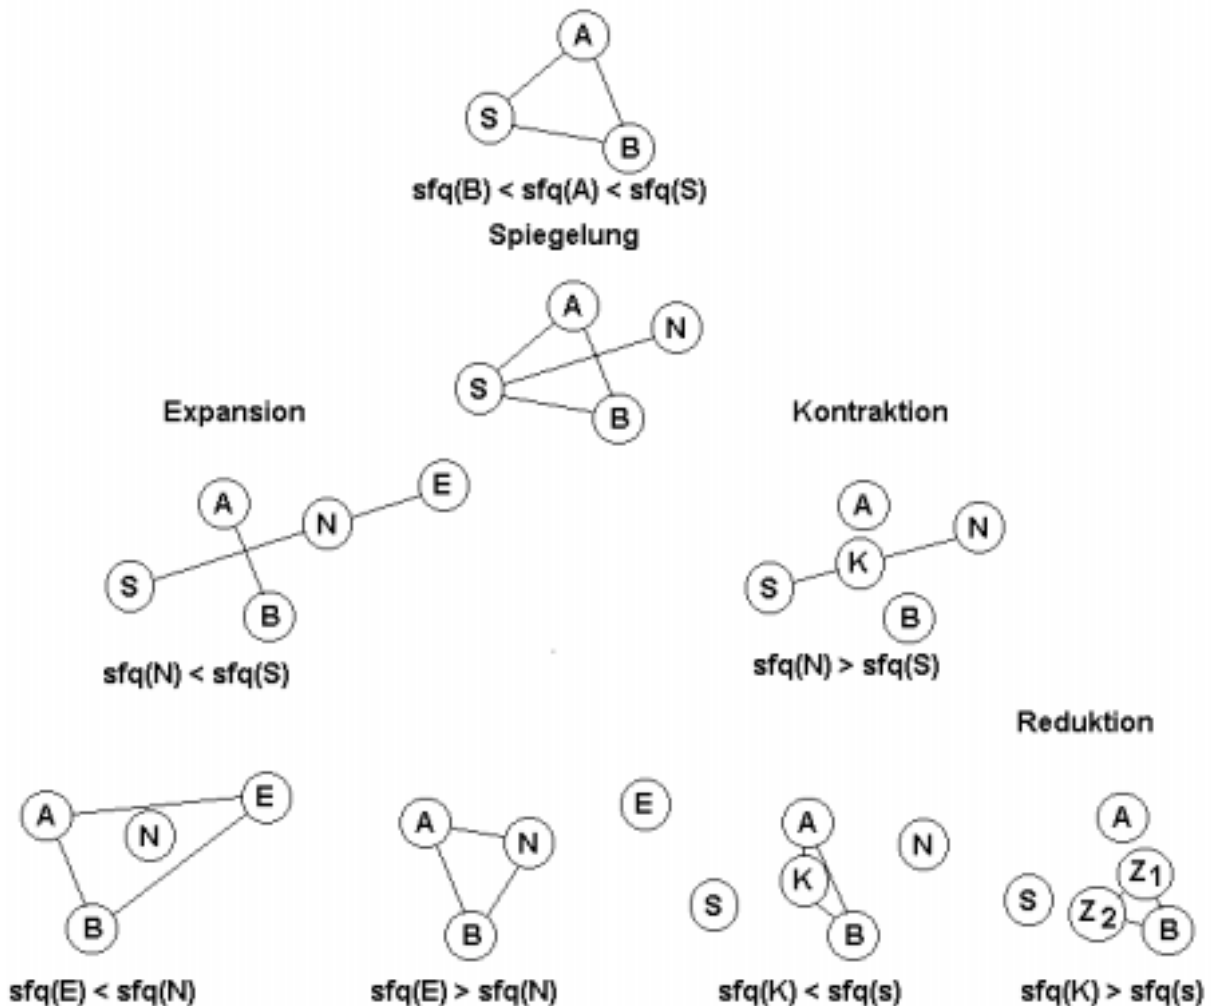 A
S
B
sfq(B) < sfq(A) < sfq(S)
Spiegelung
A
N
S
B
Expansion
Kontraktion
A
N
E
S
B
sfq(N) < sfq(S)
A
N
K
S
B
sfq(N) > sfq(S)
Reduktion
A
E
N
B
sfq(E) < sfq(N)
A
N
B
sfq(E) > sfq(N)
E
A
N
K
S
B
sfq(K) < sfq(s)
A
Z1
S
Z2
B
sfq(K) > sfq(s)